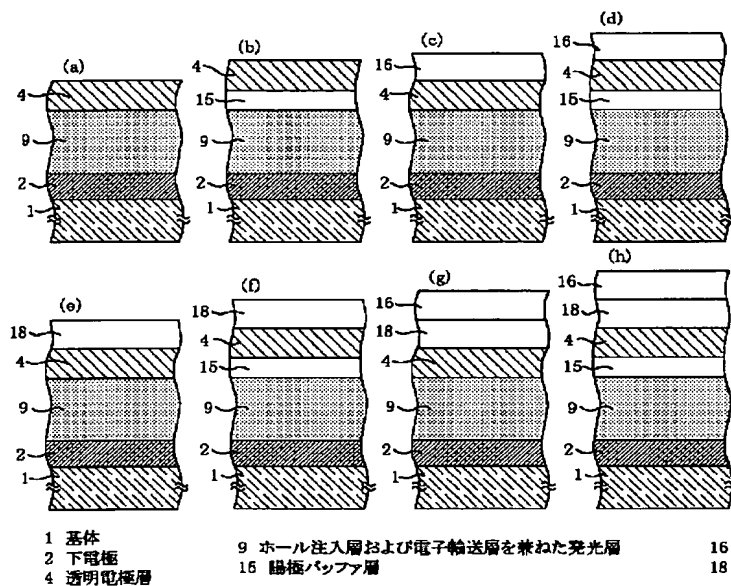 (a) (b) (c) (d)
4 9 2 1
4 15 9 2 1
16 4 9 2 1
16 4 15 9 2 1
(e) (f) (g) (h)
18 4 9 2 1
18 4 15 9 2 1
16 18 4 9 2 1
16 18 4 15 9 2 1
1 基体
2 下電極
4 透明電極層
9 ホール注入層および電子輸送層を兼ねた発光層
15 陽極バッファ層
16
18